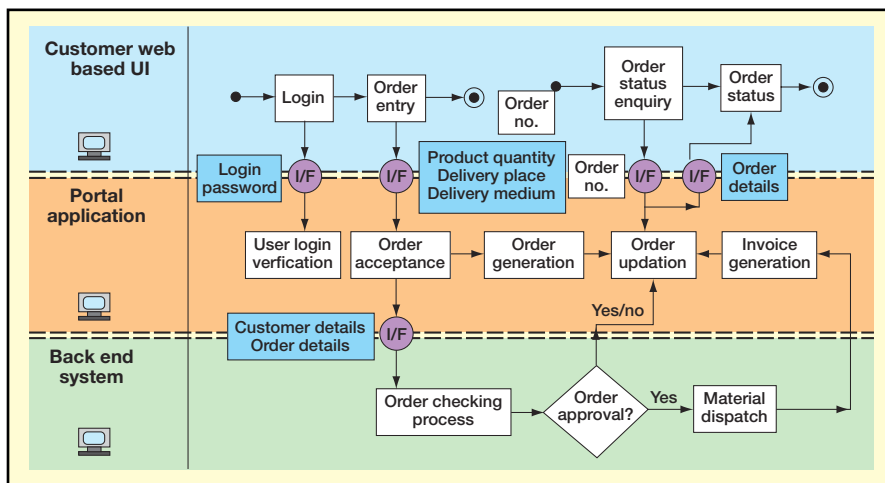 Customer web
based UI
Login
Order
entry
Order
no.
Order
status
enquiry
Order
status
Login
password
I/F
I/F
Product quantity
Delivery place
Delivery medium
Order
no.
I/F
I/F
Order
details
Portal
application
User login
verfication
Order
acceptance
Order
generation
Order
updation
Invoice
generation
Yes/no
Customer details
Order details
I/F
Back end
system
Order checking
process
Order
approval?
Yes
Material
dispatch